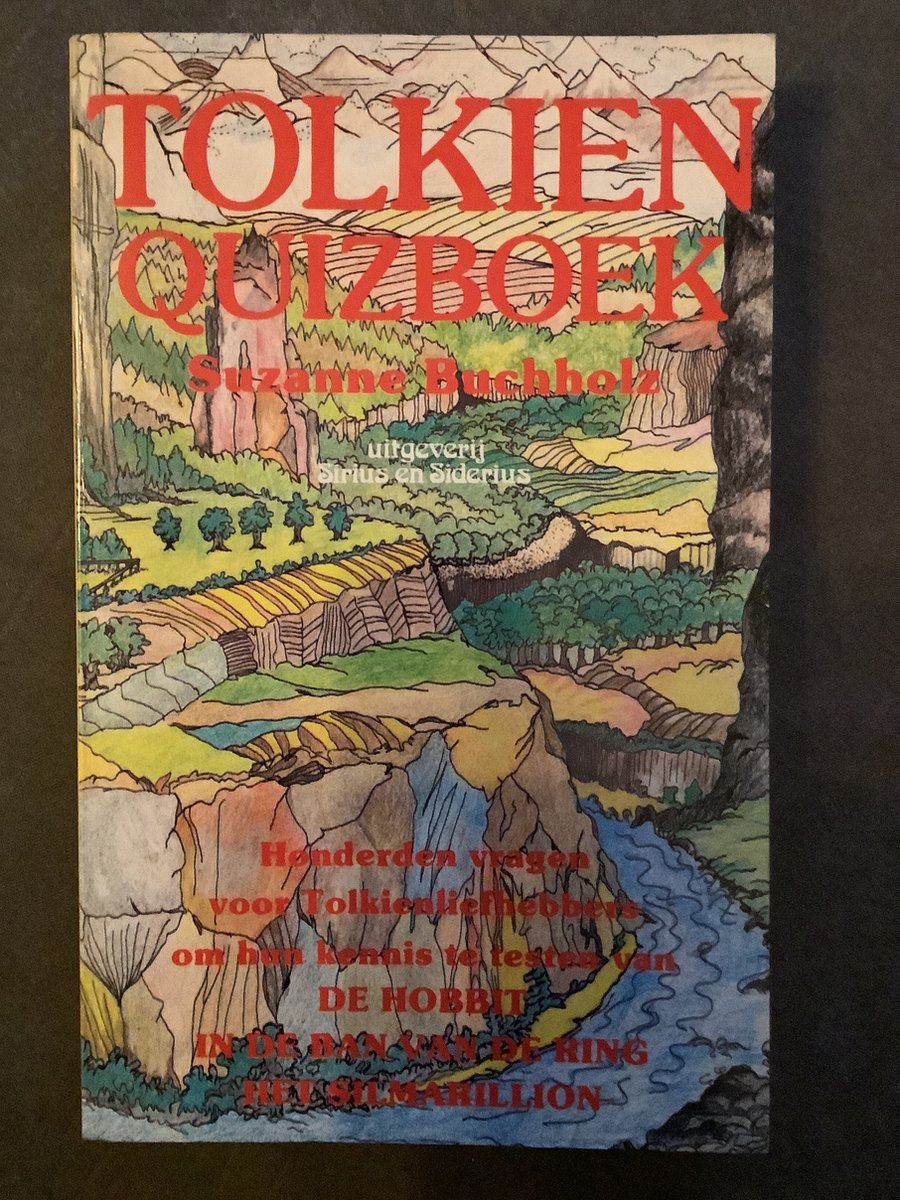 TOLKIEN
QUIZBOEK
Suzanne Buchholz
uitgeverij
Sirius en Siderius
Honderden vragen
voor Tolkienliefhebbers
om hun kennis te testen van
DE HOBBIT
IN DE BAN VAN DE RING
HET SILMARILLION